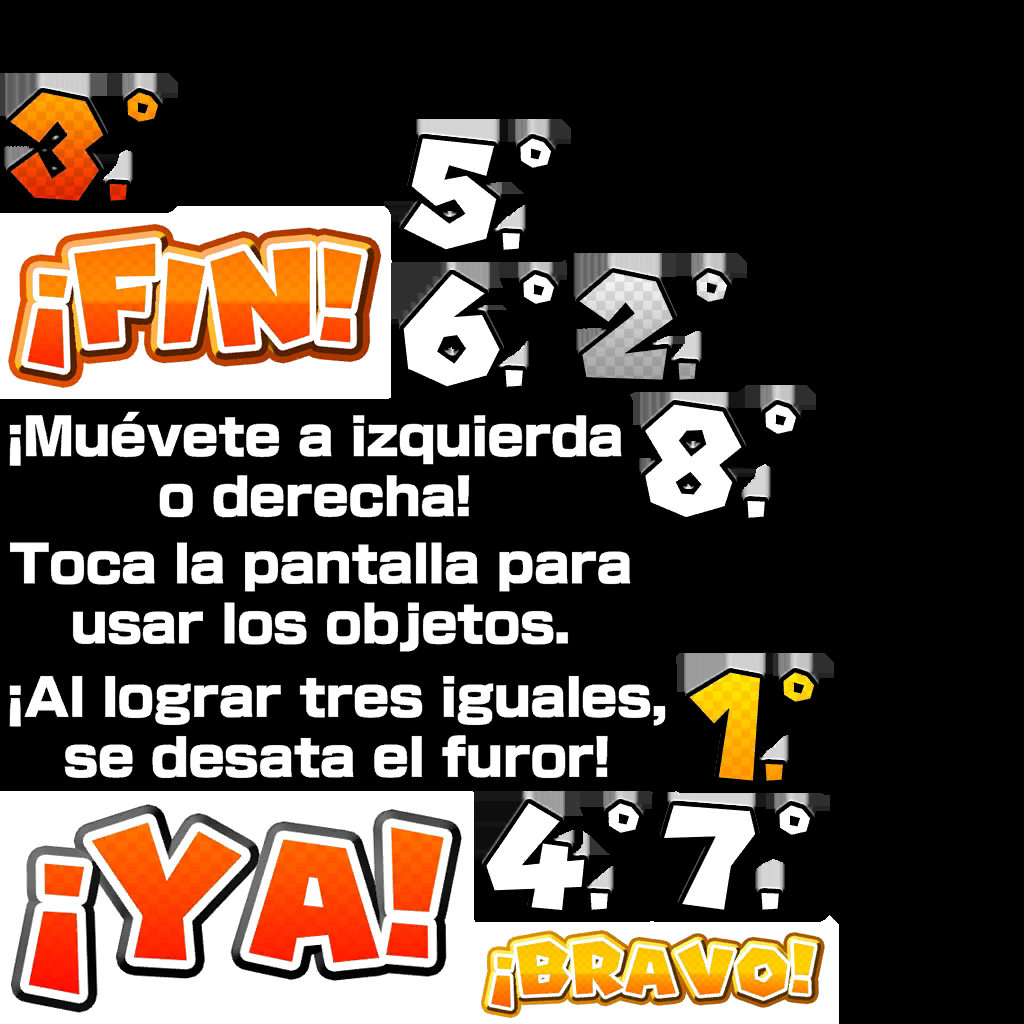 3.°
5.°
¡FIN!
6.°
2.°
¡Muévete a izquierda
o derecha!
8.°
Toca la pantalla para
usar los objetos.
¡Al lograr tres iguales,
se desata el furor!
1.°
¡YA!
4.°
7.°
¡BRAVO!